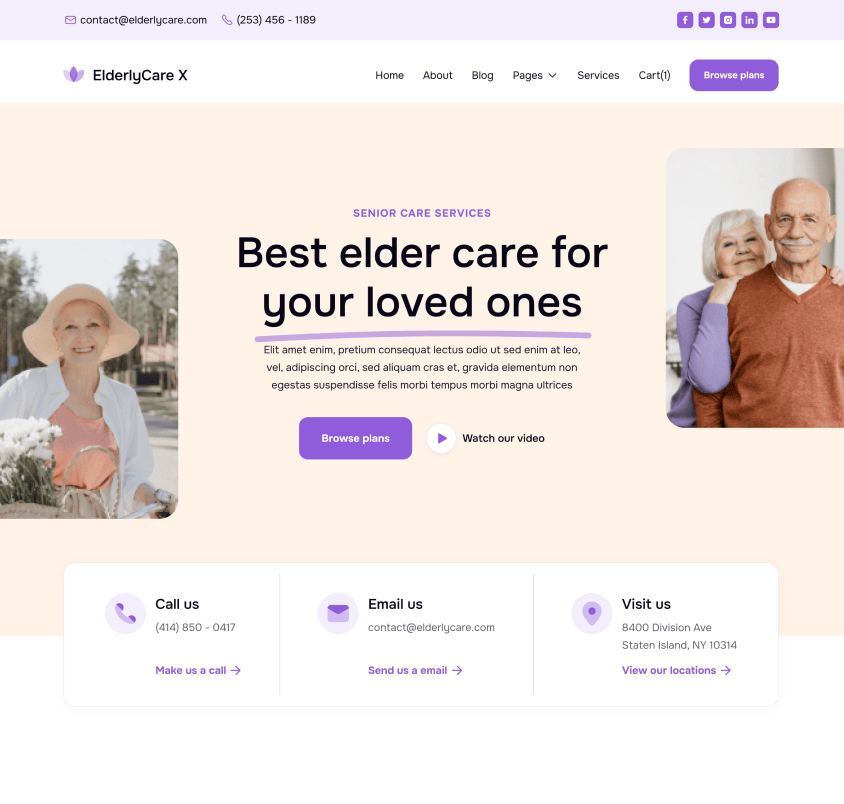 contact@elderlycare.com (253) 456 - 1189
ElderlyCare X
Home About Blog Pages Services Cart(1) Browse plans
SENIOR CARE SERVICES
Best elder care for
your loved ones
Elit amet enim, pretium consequat lectus odio ut sed enim at leo,
vel, adipiscing orci, sed aliquam cras et, gravida elementum non
egestas suspendisse felis morbi tempus morbi magna ultrices
Browse plans Watch our video
Call us
(414) 850 - 0417
Make us a call
Email us
contact@elderlycare.com
Send us a email
Visit us
8400 Division Ave
Staten Island, NY 10314
View our locations